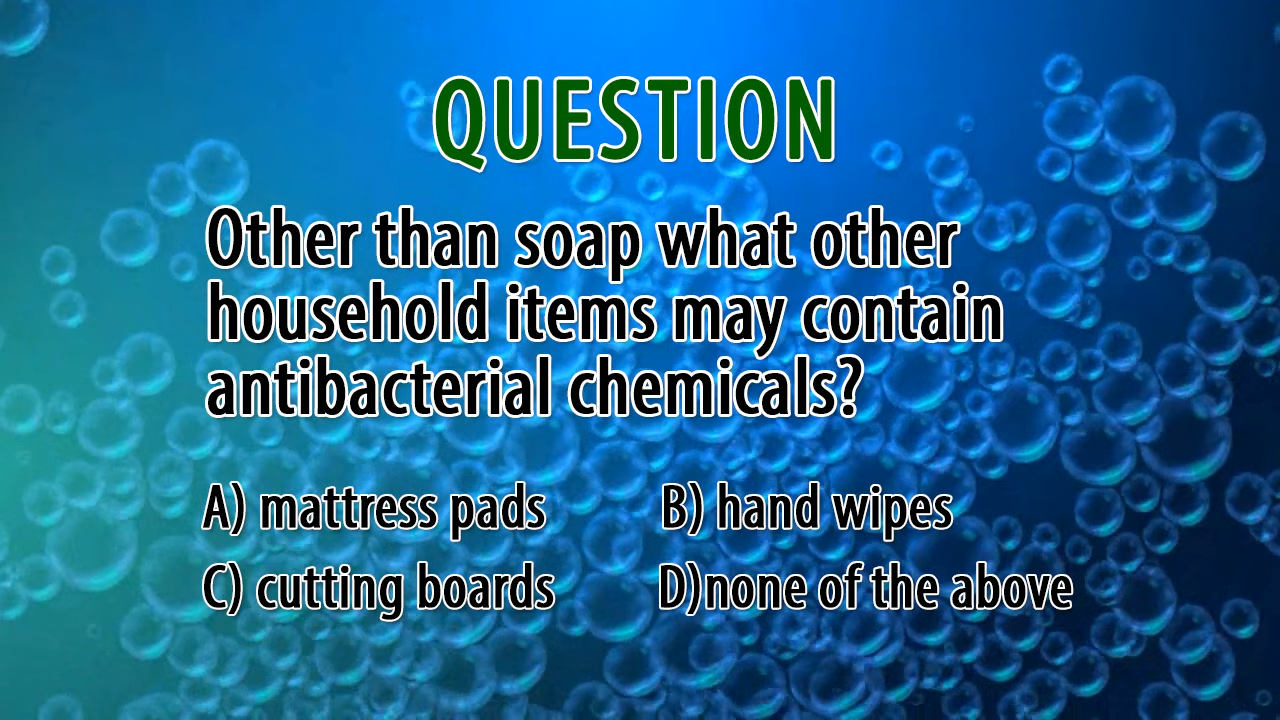 QUESTION
Other than soap what other
household items may contain
antibacterial chemicals?
A) mattress pads B) hand wipes
C) cutting boards D)none of the above